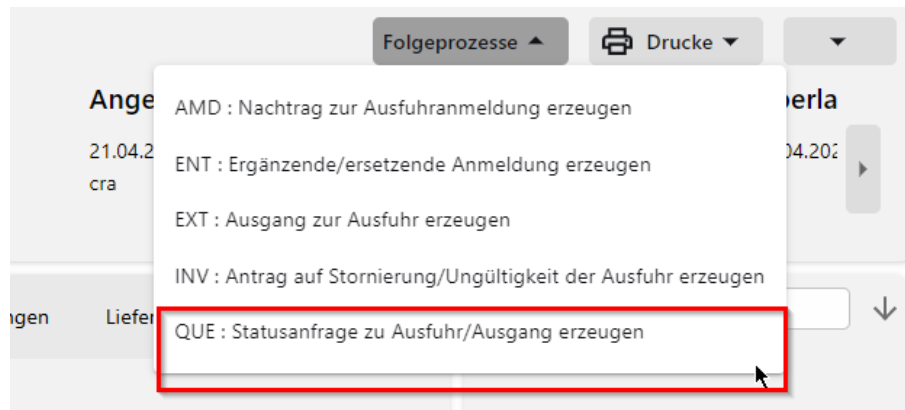 Folgeprozesse
Drucke
Ange
erla
21.04.2
04.202
cra
AMD : Nachtrag zur Ausfuhranmeldung erzeugen
ENT : Ergänzende/ersetzende Anmeldung erzeugen
EXT : Ausgang zur Ausfuhr erzeugen
INV : Antrag auf Stornierung/Ungültigkeit der Ausfuhr erzeugen
ngen
Liefer
QUE : Statusanfrage zu Ausfuhr/Ausgang erzeugen